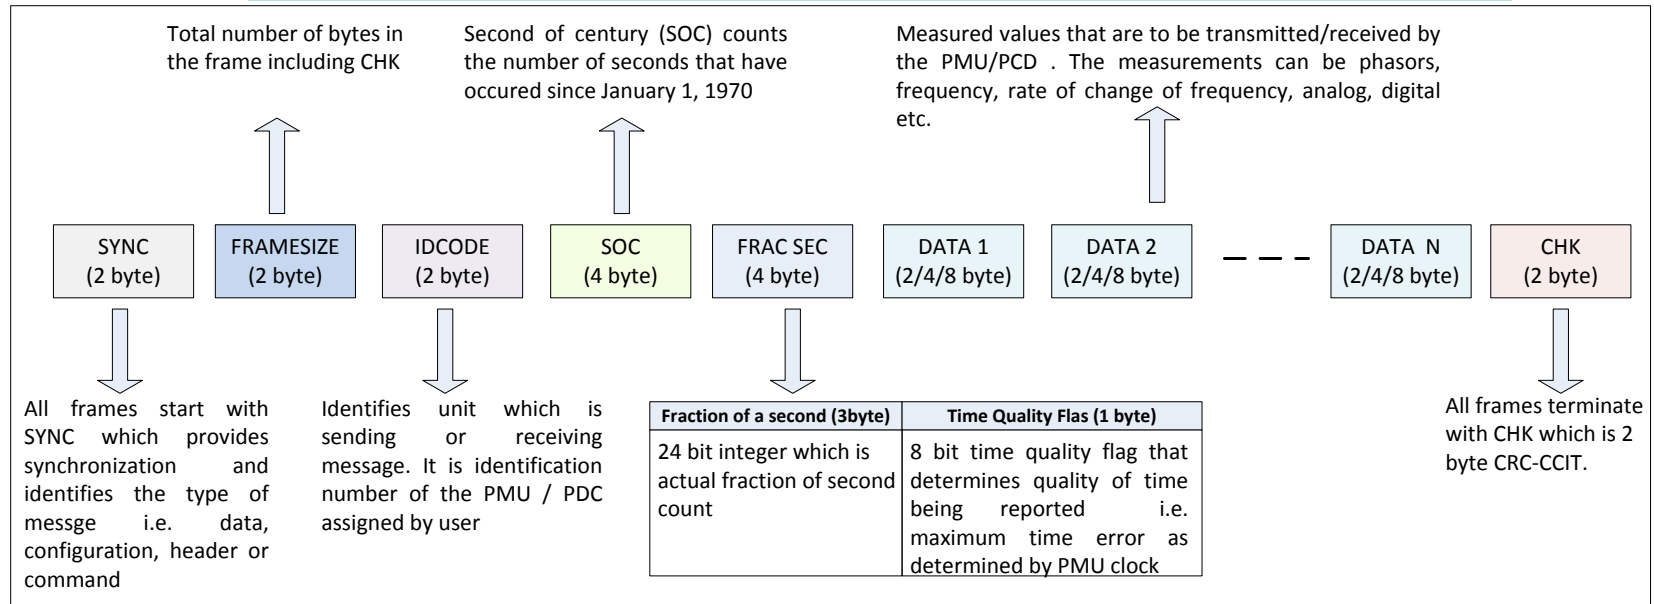 Total number of bytes in
the frame including CHK
Second of century (SOC) counts
the number of seconds that have
occured since January 1, 1970
Measured values that are to be transmitted/received by
the PMU/PCD . The measurements can be phasors,
frequency, rate of change of frequency, analog, digital
etc.
SYNC
(2 byte)
FRAMESIZE
(2 byte)
IDCODE
(2 byte)
SOC
(4 byte)
FRAC SEC
(4 byte)
DATA 1
(2/4/8 byte)
DATA 2
(2/4/8 byte)
DATA N
(2/4/8 byte)
CHK
(2 byte)
All frames start with
SYNC which provides
synchronization and
identifies the type of
messge i.e. data,
configuration, header or
command
Identifies unit which is
sending or receiving
message. It is identification
number of the PMU / PDC
assigned by user
Fraction of a second (3byte)
24 bit integer which is
actual fraction of second
count
Time Quality Flas (1 byte)
8 bit time quality flag that
determines quality of time
being reported i.e.
maximum time error as
determined by PMU clock
All frames terminate
with CHK which is 2
byte CRC-CCIT.